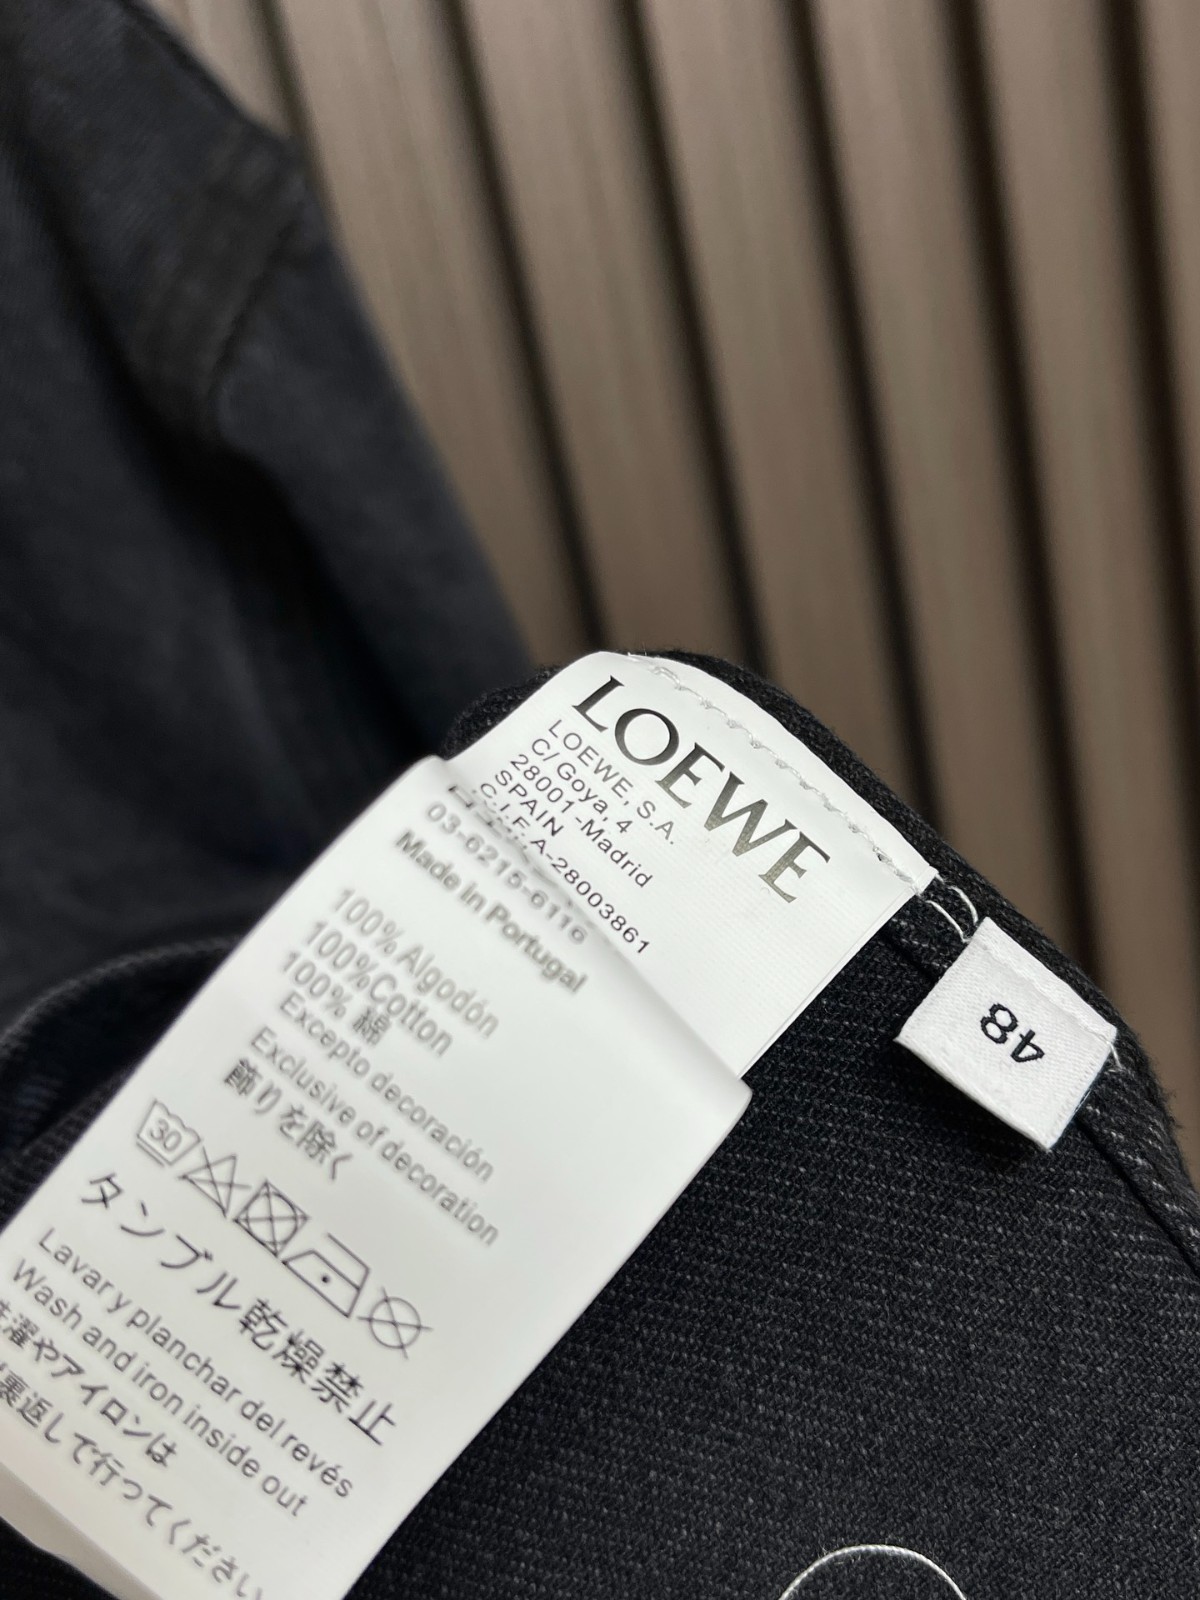 LOEWE
LOEWE, S.A.
C/ Goya, 4
28001 -Madrid
SPAIN
C.I.F. A-28003861
03-6215-6116
Made in Portugal
100% Algodón
100%Cotton
100% 綿
Excepto decoración
Exclusive of decoration
飾りを除く
30
タンブル乾燥禁止
Lavar y planchar del revés
Wash and iron inside out
洗濯やアイロンは
裏返して行ってください
48